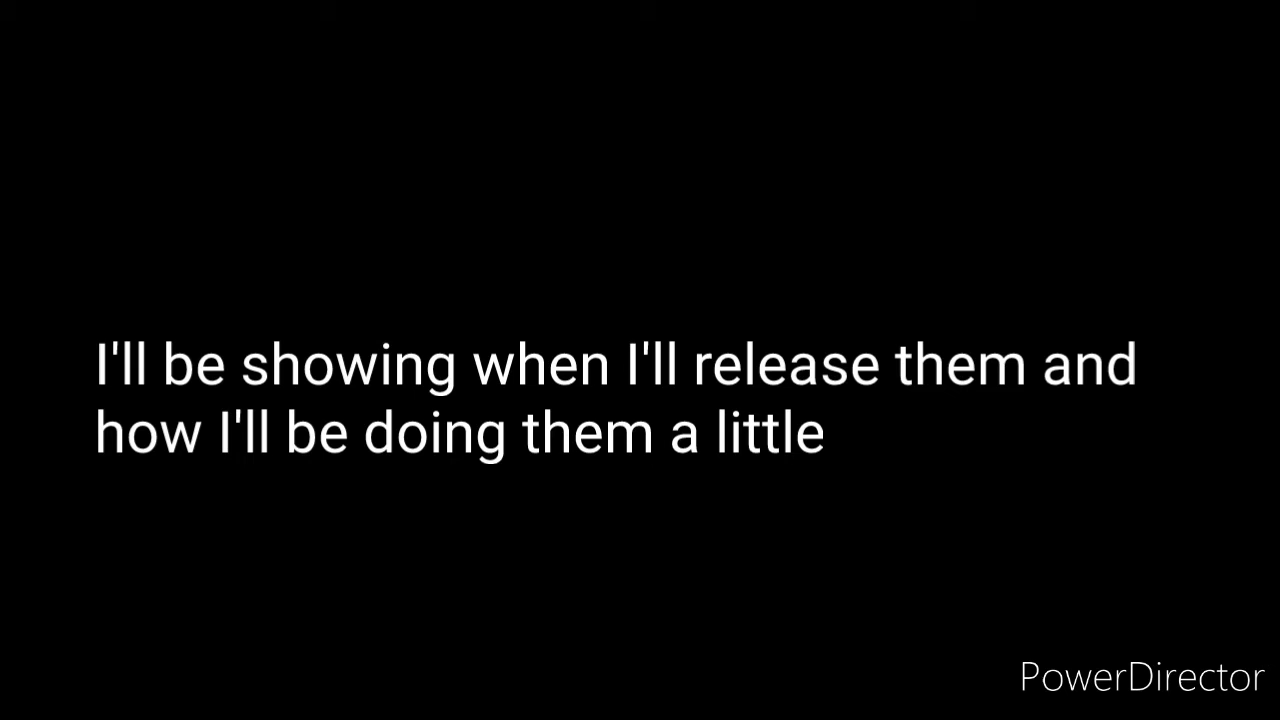 I'll be showing when I'll release them and
how I'll be doing them a little
PowerDirector